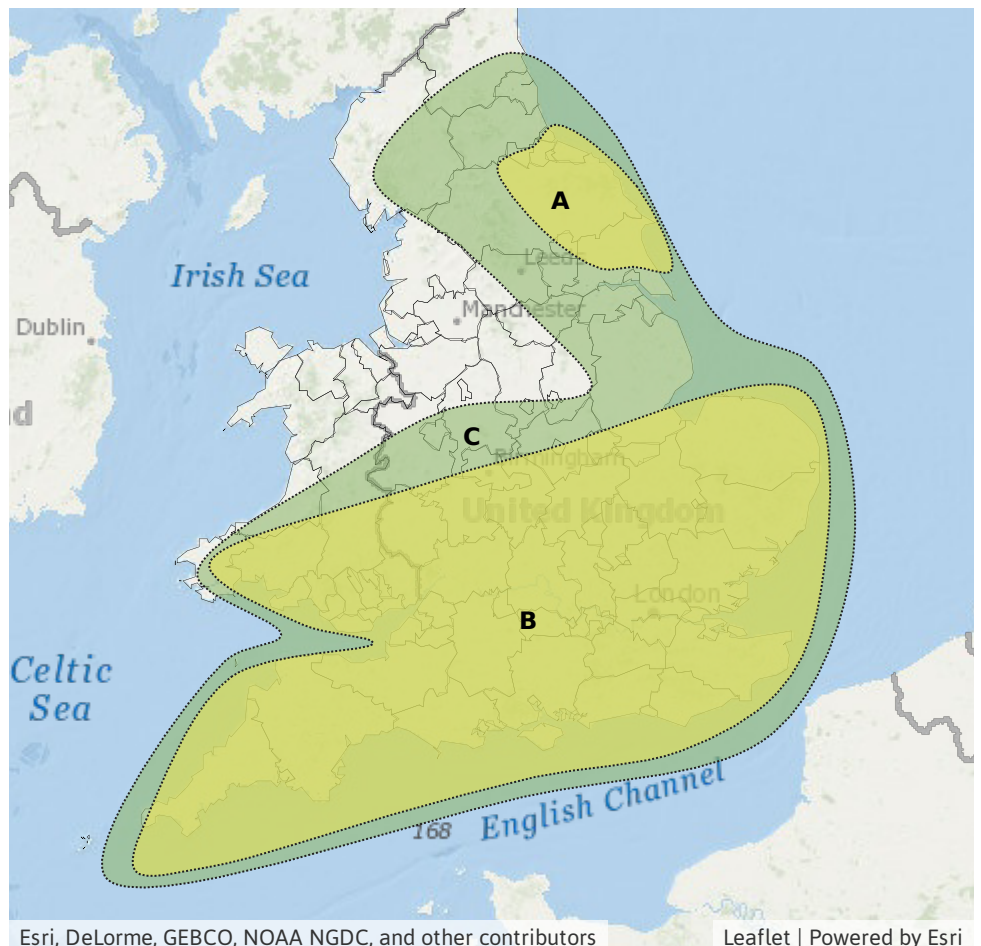 A
Leeds
Irish Sea
Manchester
Dublin
d
C
Birmingham
United Kingdom
London
B
Celtic
Sea
English Channel
168
Esri, DeLorme, GEBCO, NOAA NGDC, and other contributors
Leaflet | Powered by Esri